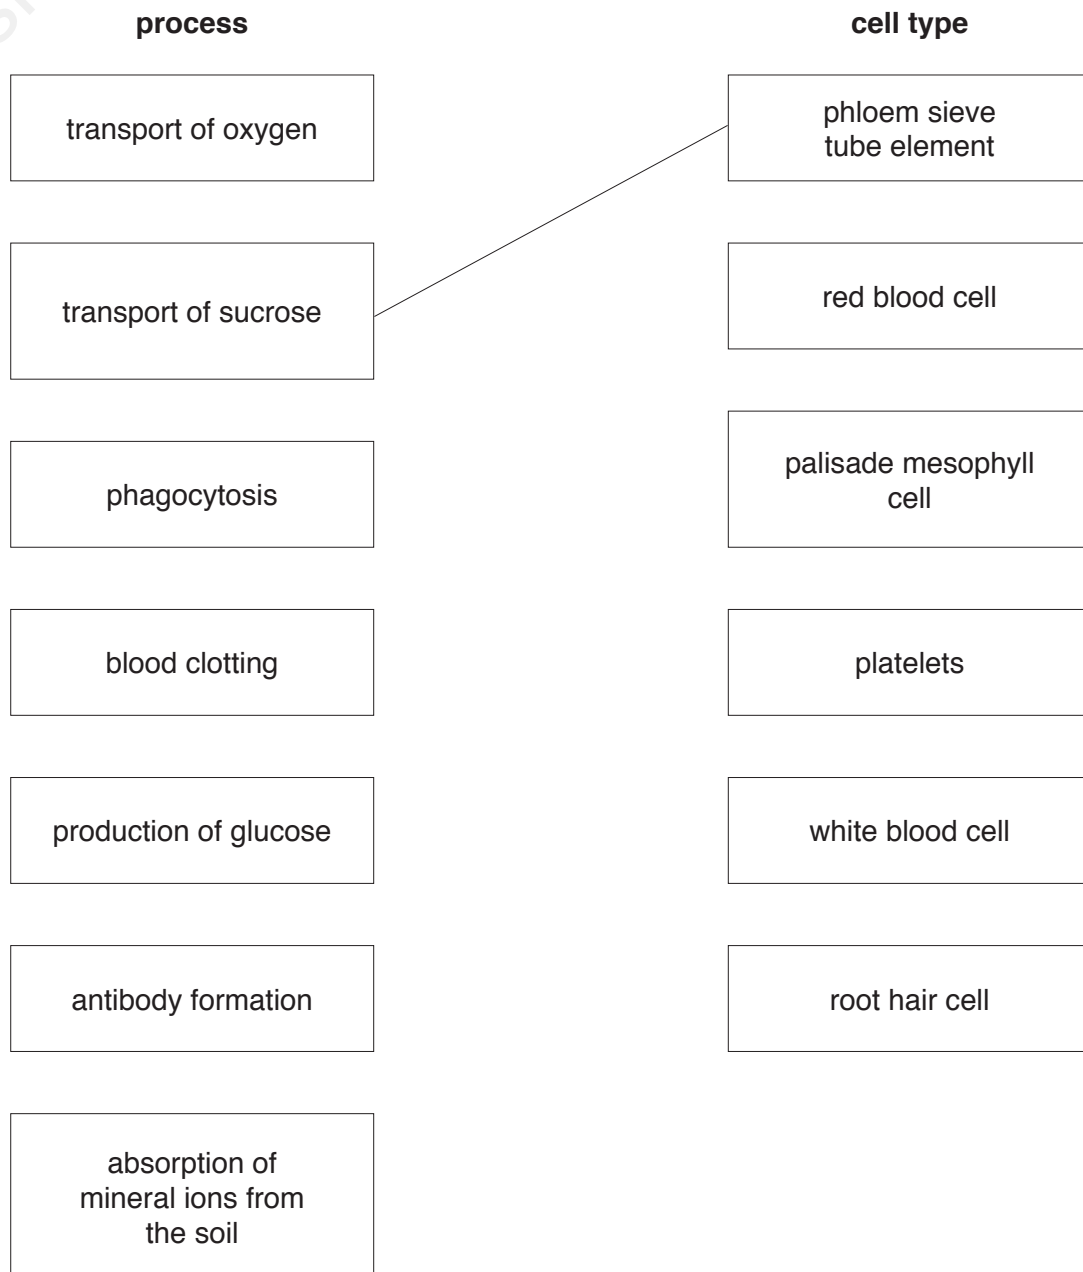 process
cell type
transport of oxygen
phloem sieve
tube element
transport of sucrose
red blood cell
phagocytosis
palisade mesophyll
cell
blood clotting
platelets
production of glucose
white blood cell
antibody formation
root hair cell
absorption of
mineral ions from
the soil